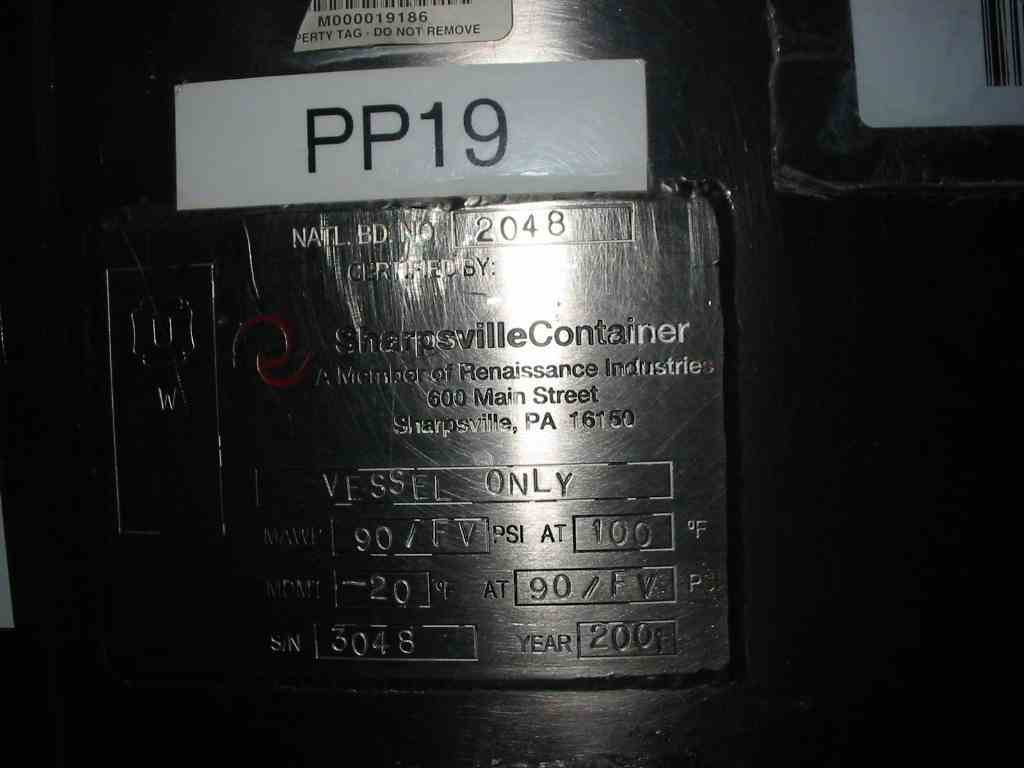 M000019186
PERTY TAG - DO NOT REMOVE
PP19
NATL. BD. NO. 2048
CERTIFIED BY:
U
W
SharpsvilleContainer
A Member of Renaissance Industries
600 Main Street
Sharpsville, PA 16150
VESSEL ONLY
MAWP 90/FV PSI AT 100 °F
MDMT -20 °F AT 90/FV PSI
S/N 3048 YEAR